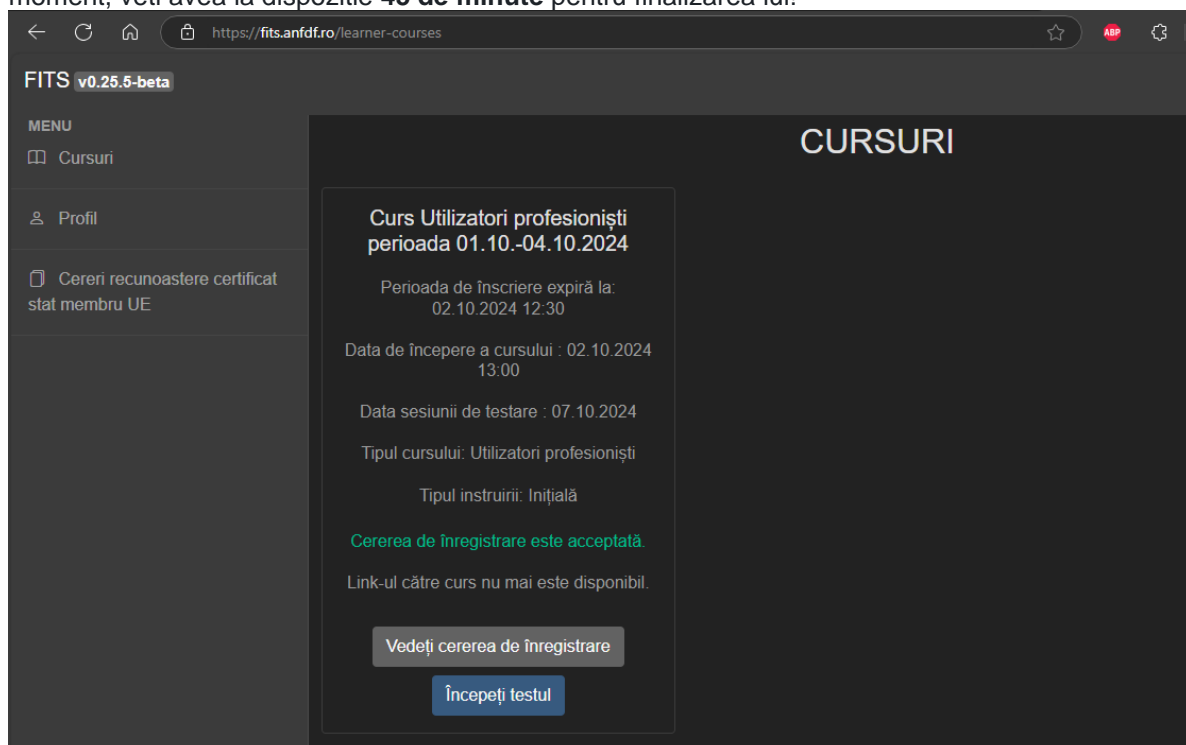 moment, veți avea la dispoziție 45 de minute pentru finalizarea lui.
https://fits.anfdf.ro/learner-courses
ABP
FITS v0.25.5-beta
MENU
Cursuri
Profil
Cereri recunoastere certificat
stat membru UE
CURSURI
Curs Utilizatori profesioniști
perioada 01.10.-04.10.2024
Perioada de înscriere expiră la:
02.10.2024 12:30
Data de începere a cursului : 02.10.2024
13:00
Data sesiunii de testare : 07.10.2024
Tipul cursului: Utilizatori profesioniști
Tipul instruirii: Inițială
Cererea de înregistrare este acceptată.
Link-ul către curs nu mai este disponibil.
Vedeți cererea de înregistrare
Începeți testul